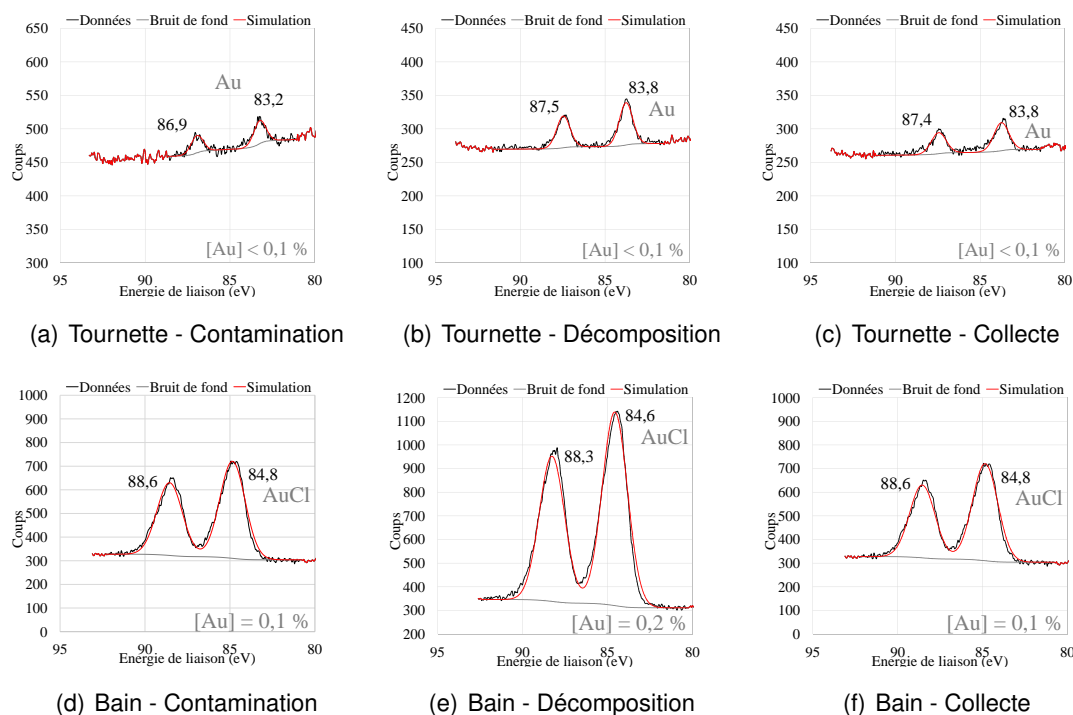 Données Bruit de fond Simulation
650
600
550
500
450
400
350
300
Coups
Au
83,2
86,9
[Au] < 0,1 %
95 90 85 80
Energie de liaison (eV)
(a) Tournette - Contamination
Données Bruit de fond Simulation
450
400
350
300
250
200
150
100
Coups
83,8
87,5
Au
[Au] < 0,1 %
95 90 85 80
Energie de liaison (eV)
(b) Tournette - Décomposition
Données Bruit de fond Simulation
450
400
350
300
250
200
150
100
Coups
83,8
87,4
Au
[Au] < 0,1 %
95 90 85 80
Energie de liaison (eV)
(c) Tournette - Collecte
Données Bruit de fond Simulation
1000
900
800
700
600
500
400
300
200
100
0
Coups
88,6
84,8
AuCl
[Au] = 0,1 %
95 90 85 80
Energie de liaison (eV)
(d) Bain - Contamination
Données Bruit de fond Simulation
1200
1100
1000
900
800
700
600
500
400
300
200
Coups
84,6
AuCl
88,3
[Au] = 0,2 %
95 90 85 80
Energie de liaison (eV)
(e) Bain - Décomposition
Données Bruit de fond Simulation
1000
900
800
700
600
500
400
300
200
100
0
Coups
88,6
84,8
AuCl
[Au] = 0,1 %
95 90 85 80
Energie de liaison (eV)
(f) Bain - Collecte